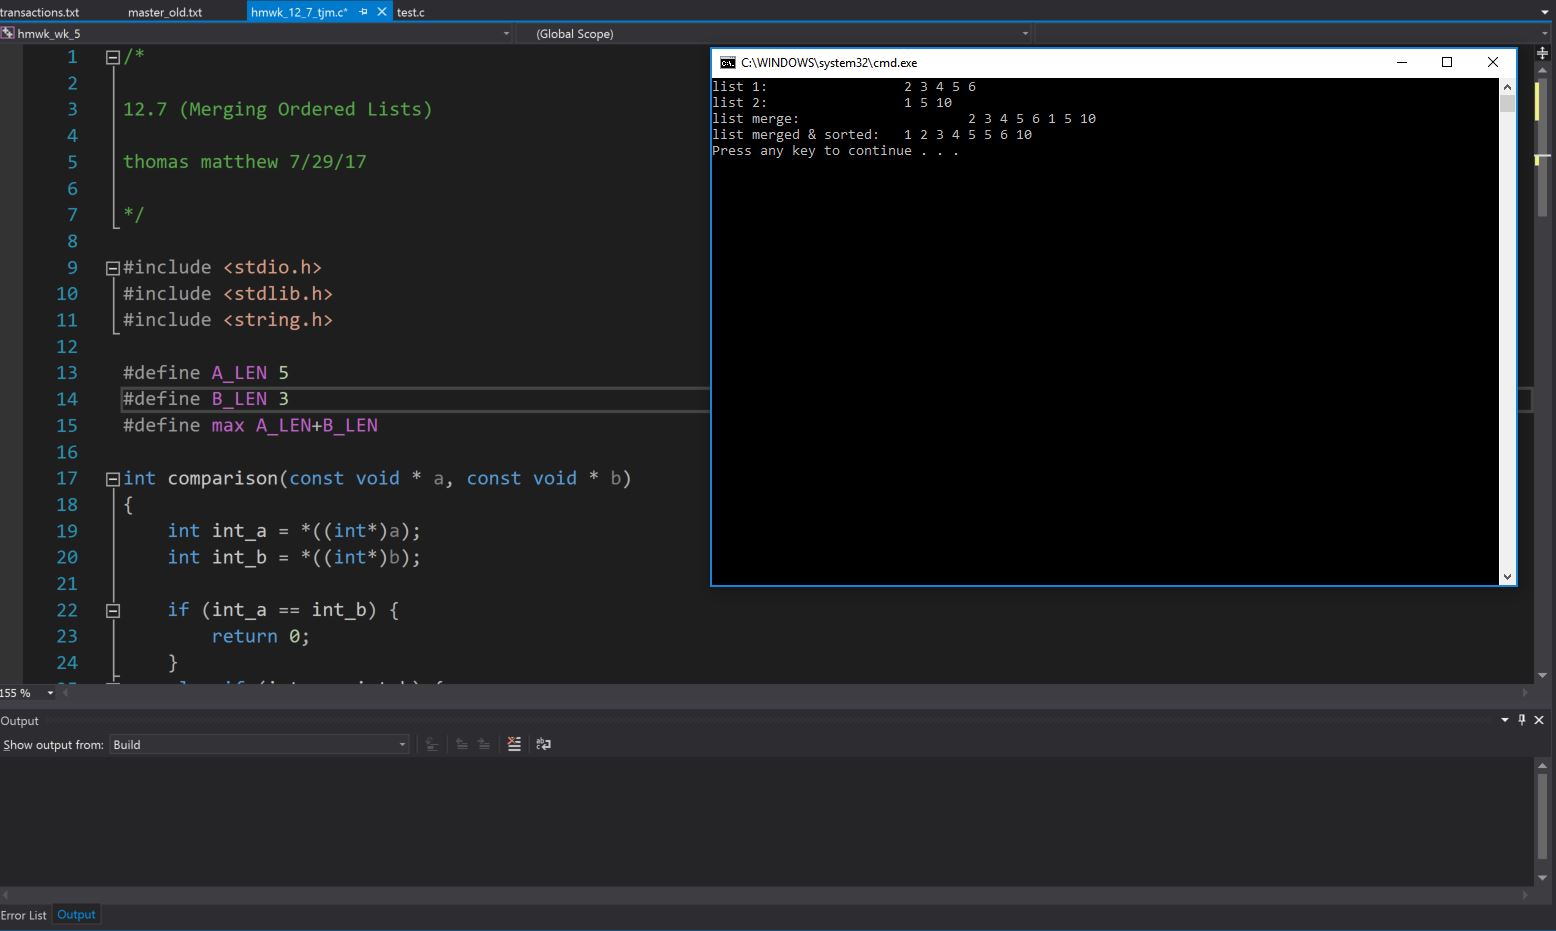 transactions.txt master_old.txt hmwk_12_7_tjm.c* test.c
hmwk_wk_5 (Global Scope)
1 /*
2
3 12.7 (Merging Ordered Lists)
4
5 thomas matthew 7/29/17
6
7 */
8
9 #include <stdio.h>
10 #include <stdlib.h>
11 #include <string.h>
12
13 #define A_LEN 5
14 #define B_LEN 3
15 #define max A_LEN+B_LEN
16
17 int comparison(const void * a, const void * b)
18 {
19 int int_a = *((int*)a);
20 int int_b = *((int*)b);
21
22 if (int_a == int_b) {
23 return 0;
24 }
C:\WINDOWS\system32\cmd.exe
list 1: 2 3 4 5 6
list 2: 1 5 10
list merge: 2 3 4 5 6 1 5 10
list merged & sorted: 1 2 3 4 5 5 6 10
Press any key to continue . . .
155 %
Output
Show output from: Build
Error List Output